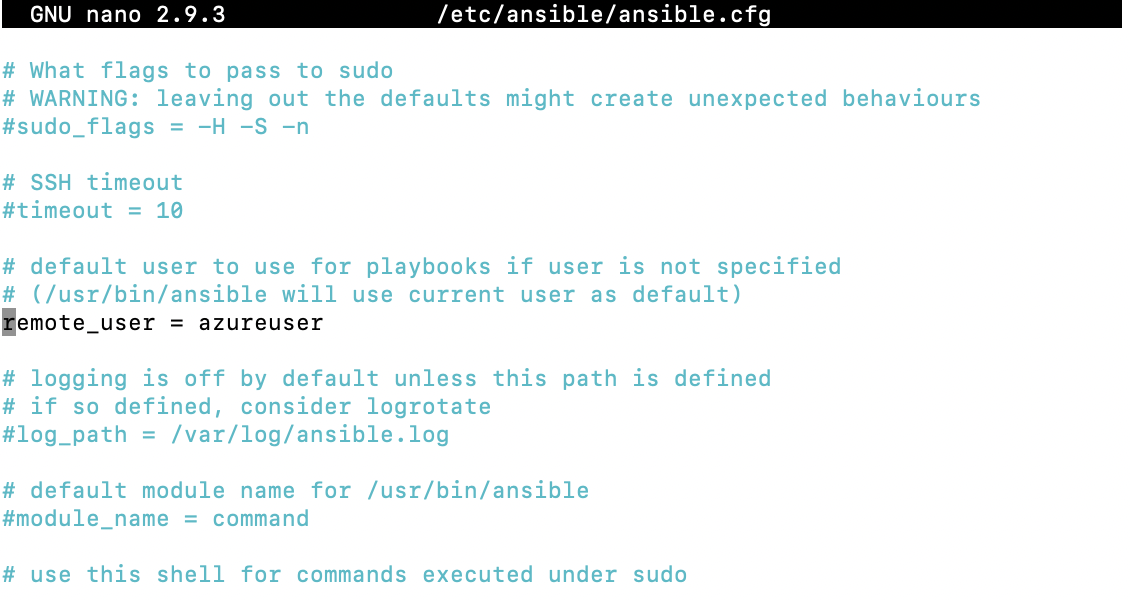 GNU nano 2.9.3 /etc/ansible/ansible.cfg
# What flags to pass to sudo
# WARNING: leaving out the defaults might create unexpected behaviours
#sudo_flags = -H -S -n
# SSH timeout
#timeout = 10
# default user to use for playbooks if user is not specified
# (/usr/bin/ansible will use current user as default)
remote_user = azureuser
# logging is off by default unless this path is defined
# if so defined, consider logrotate
#log_path = /var/log/ansible.log
# default module name for /usr/bin/ansible
#module_name = command
# use this shell for commands executed under sudo